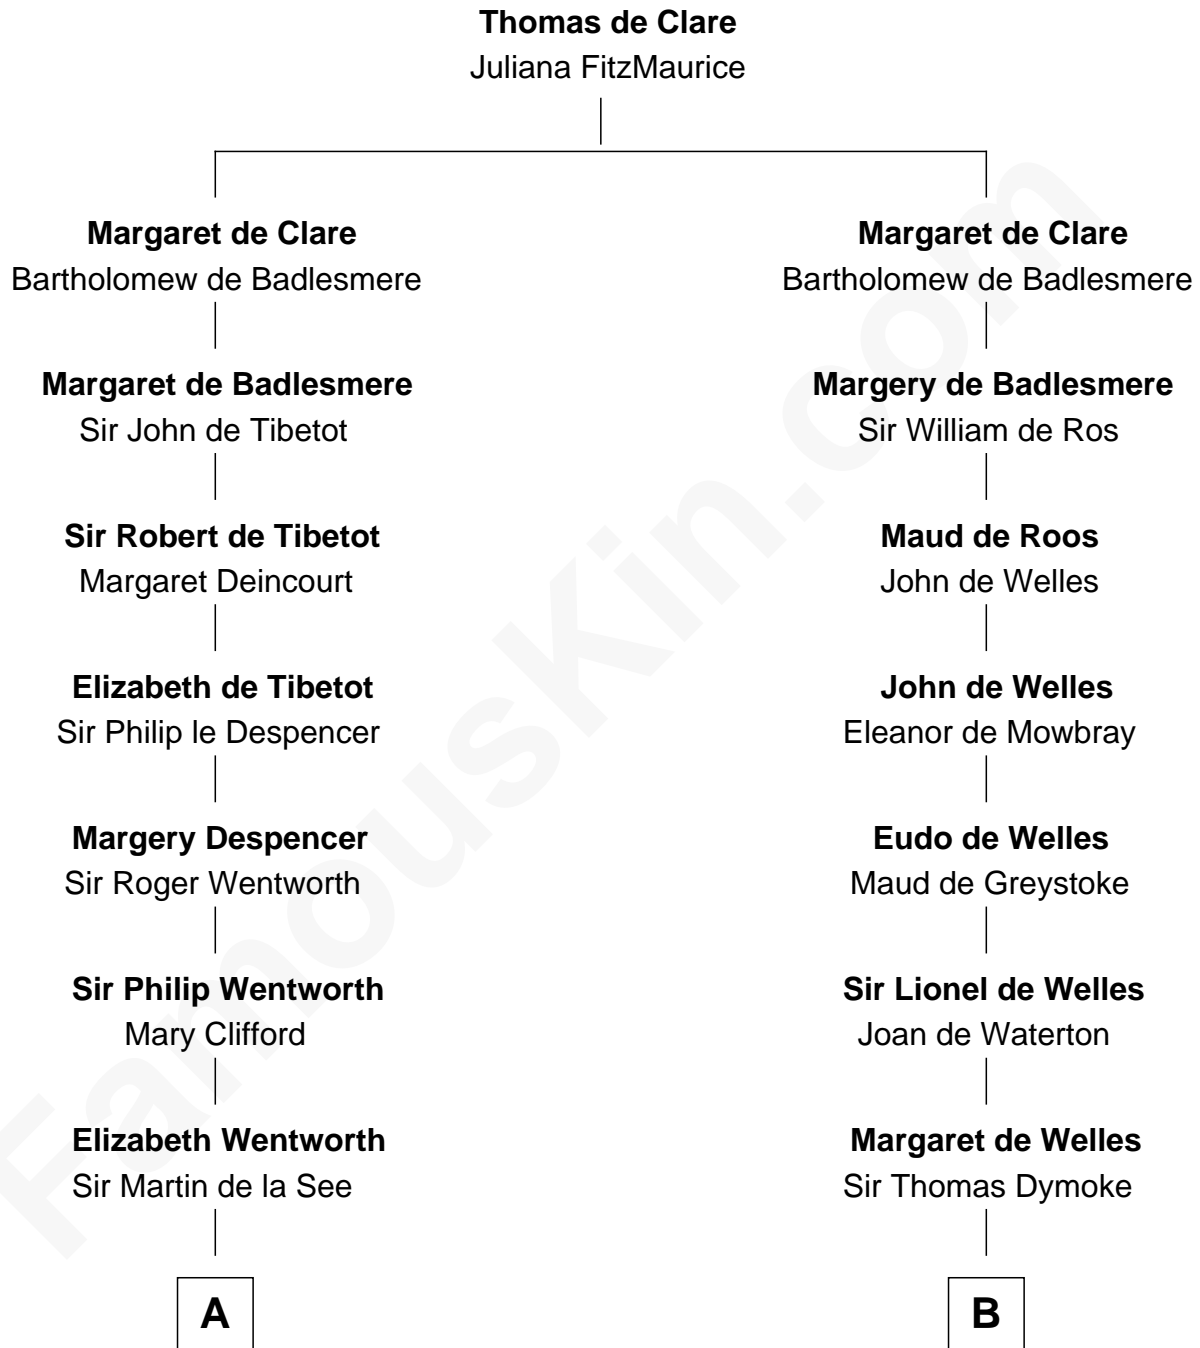 Thomas de Clare
Juliana FitzMaurice
Margaret de Clare
Bartholomew de Badlesmere
Margaret de Badlesmere
Sir John de Tibetot
Sir Robert de Tibetot
Margaret Deincourt
Elizabeth de Tibetot
Sir Philip le Despencer
Margery Despencer
Sir Roger Wentworth
Sir Philip Wentworth
Mary Clifford
Elizabeth Wentworth
Sir Martin de la See
A
Margaret de Clare
Bartholomew de Badlesmere
Margery de Badlesmere
Sir William de Ros
Maud de Roos
John de Welles
John de Welles
Eleanor de Mowbray
Eudo de Welles
Maud de Greystoke
Sir Lionel de Welles
Joan de Waterton
Margaret de Welles
Sir Thomas Dymoke
B
FamousKin.com